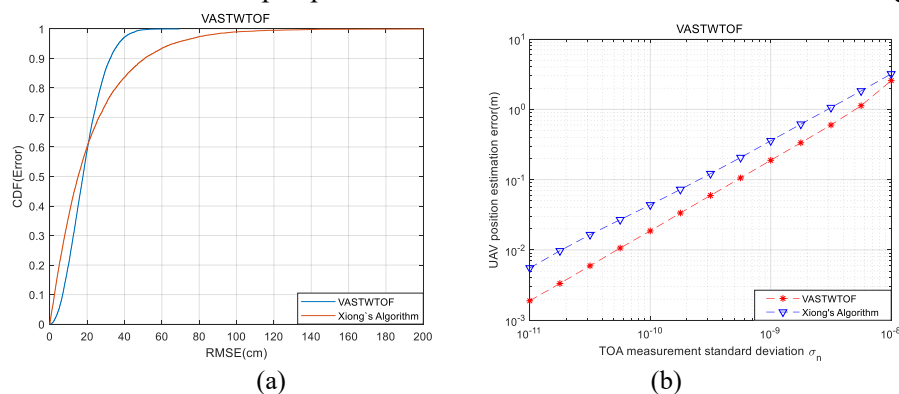 VASTWTOF
1
0.9
0.8
0.7
0.6
0.5
0.4
0.3
0.2
0.1
0
CDF(Error)
0 20 40 60 80 100 120 140 160 180 200
RMSE(cm)
VASTWTOF
Xiong`s Algorithm
(a)
VASTWTOF
10^1
10^0
10^-1
10^-2
10^-3
UAV position estimation error(m)
10^-11 10^-10 10^-9 10^-8
TOA measurement standard deviation σ_n
VASTWTOF
Xiong's Algorithm
(b)